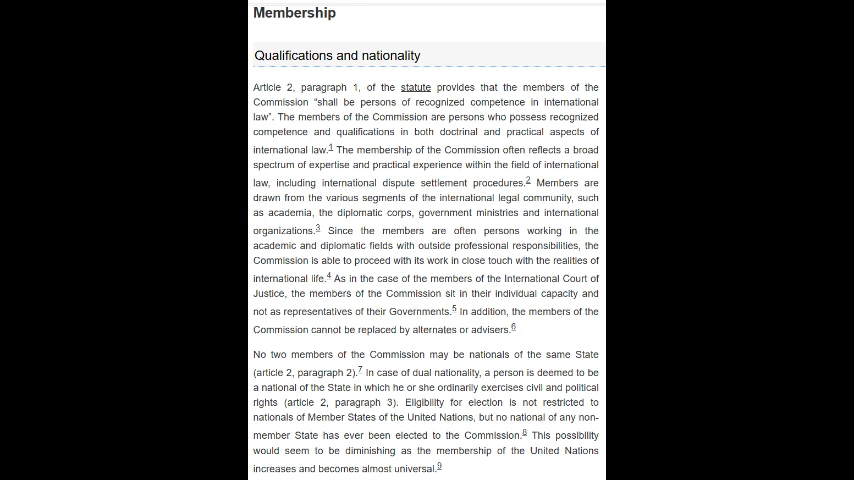 Membership
Qualifications and nationality
Article 2, paragraph 1, of the statute provides that the members of the
Commission “shall be persons of recognized competence in international
law”. The members of the Commission are persons who possess recognized
competence and qualifications in both doctrinal and practical aspects of
international law.1 The membership of the Commission often reflects a broad
spectrum of expertise and practical experience within the field of international
law, including international dispute settlement procedures.2 Members are
drawn from the various segments of the international legal community, such
as academia, the diplomatic corps, government ministries and international
organizations.3 Since the members are often persons working in the
academic and diplomatic fields with outside professional responsibilities, the
Commission is able to proceed with its work in close touch with the realities of
international life.4 As in the case of the members of the International Court of
Justice, the members of the Commission sit in their individual capacity and
not as representatives of their Governments.5 In addition, the members of the
Commission cannot be replaced by alternates or advisers.6
No two members of the Commission may be nationals of the same State
(article 2, paragraph 2).7 In case of dual nationality, a person is deemed to be
a national of the State in which he or she ordinarily exercises civil and political
rights (article 2, paragraph 3). Eligibility for election is not restricted to
nationals of Member States of the United Nations, but no national of any non-
member State has ever been elected to the Commission.8 This possibility
would seem to be diminishing as the membership of the United Nations
increases and becomes almost universal.9